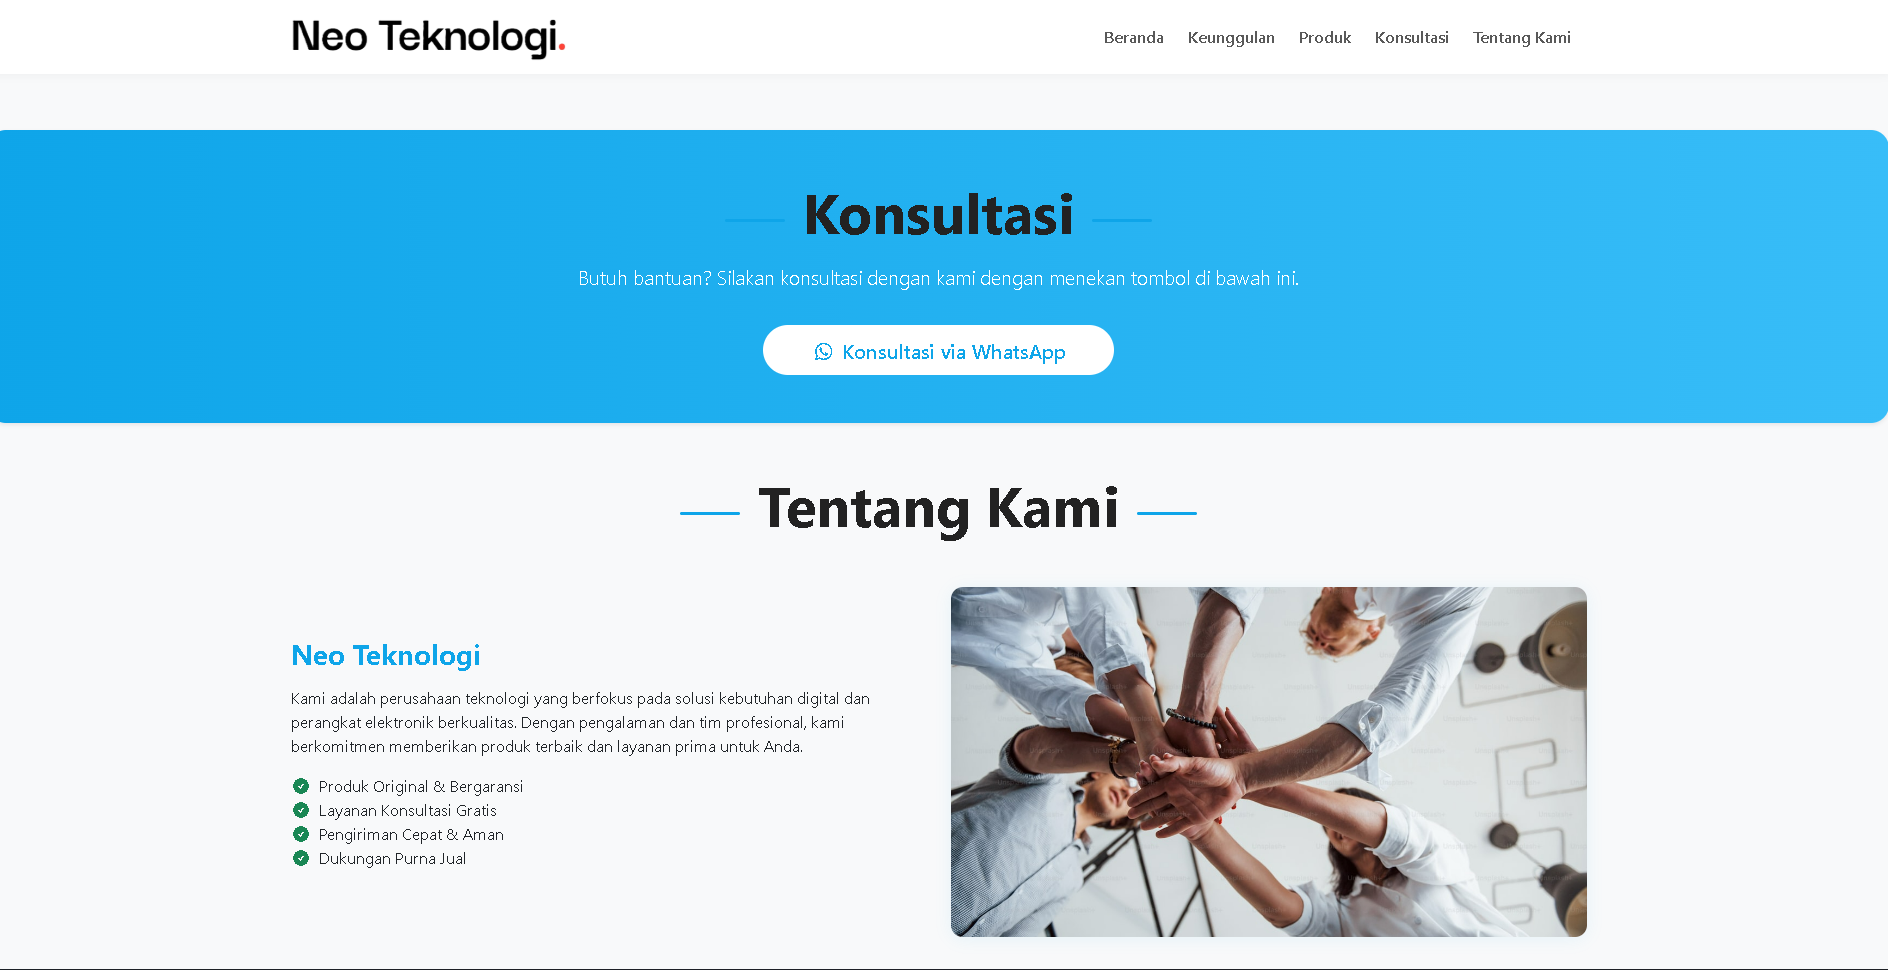 Neo Teknologi.
Beranda Keunggulan Produk Konsultasi Tentang Kami
Konsultasi
Butuh bantuan? Silakan konsultasi dengan kami dengan menekan tombol di bawah ini.
Konsultasi via WhatsApp
Tentang Kami
Neo Teknologi
Kami adalah perusahaan teknologi yang berfokus pada solusi kebutuhan digital dan
perangkat elektronik berkualitas. Dengan pengalaman dan tim profesional, kami
berkomitmen memberikan produk terbaik dan layanan prima untuk Anda.
Produk Original & Bergaransi
Layanan Konsultasi Gratis
Pengiriman Cepat & Aman
Dukungan Purna Jual